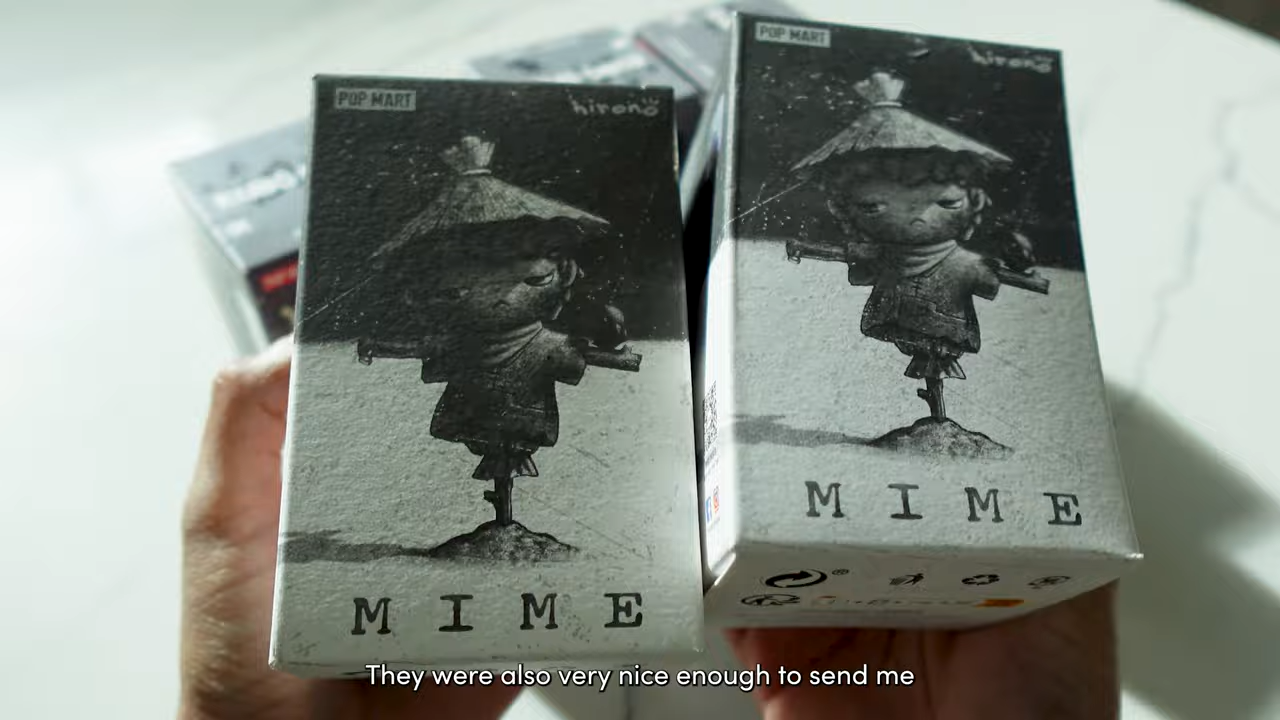 POP MART
hirono
MIME
POP MART
hirono
MIME
They were also very nice enough to send me